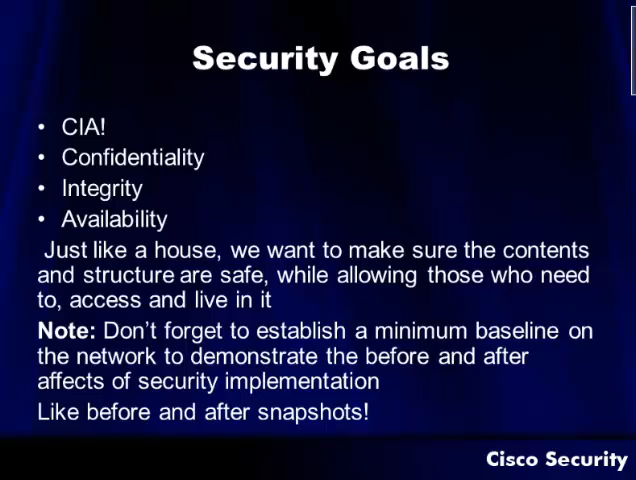 Security Goals
• CIA!
• Confidentiality
• Integrity
• Availability
Just like a house, we want to make sure the contents
and structure are safe, while allowing those who need
to, access and live in it
Note: Don't forget to establish a minimum baseline on
the network to demonstrate the before and after
affects of security implementation
Like before and after snapshots!
Cisco Security